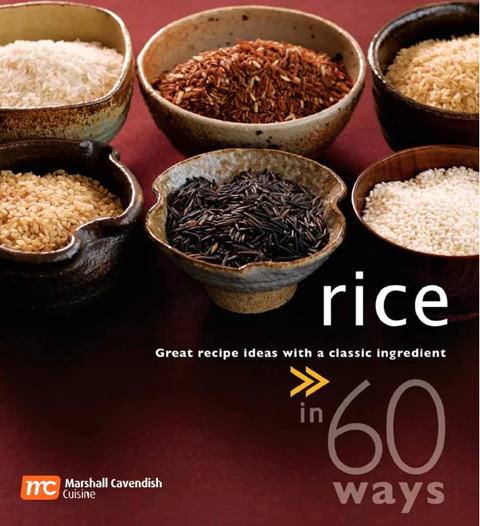 rice
Great recipe ideas with a classic ingredient
in 60
ways
mc Marshall Cavendish
Cuisine